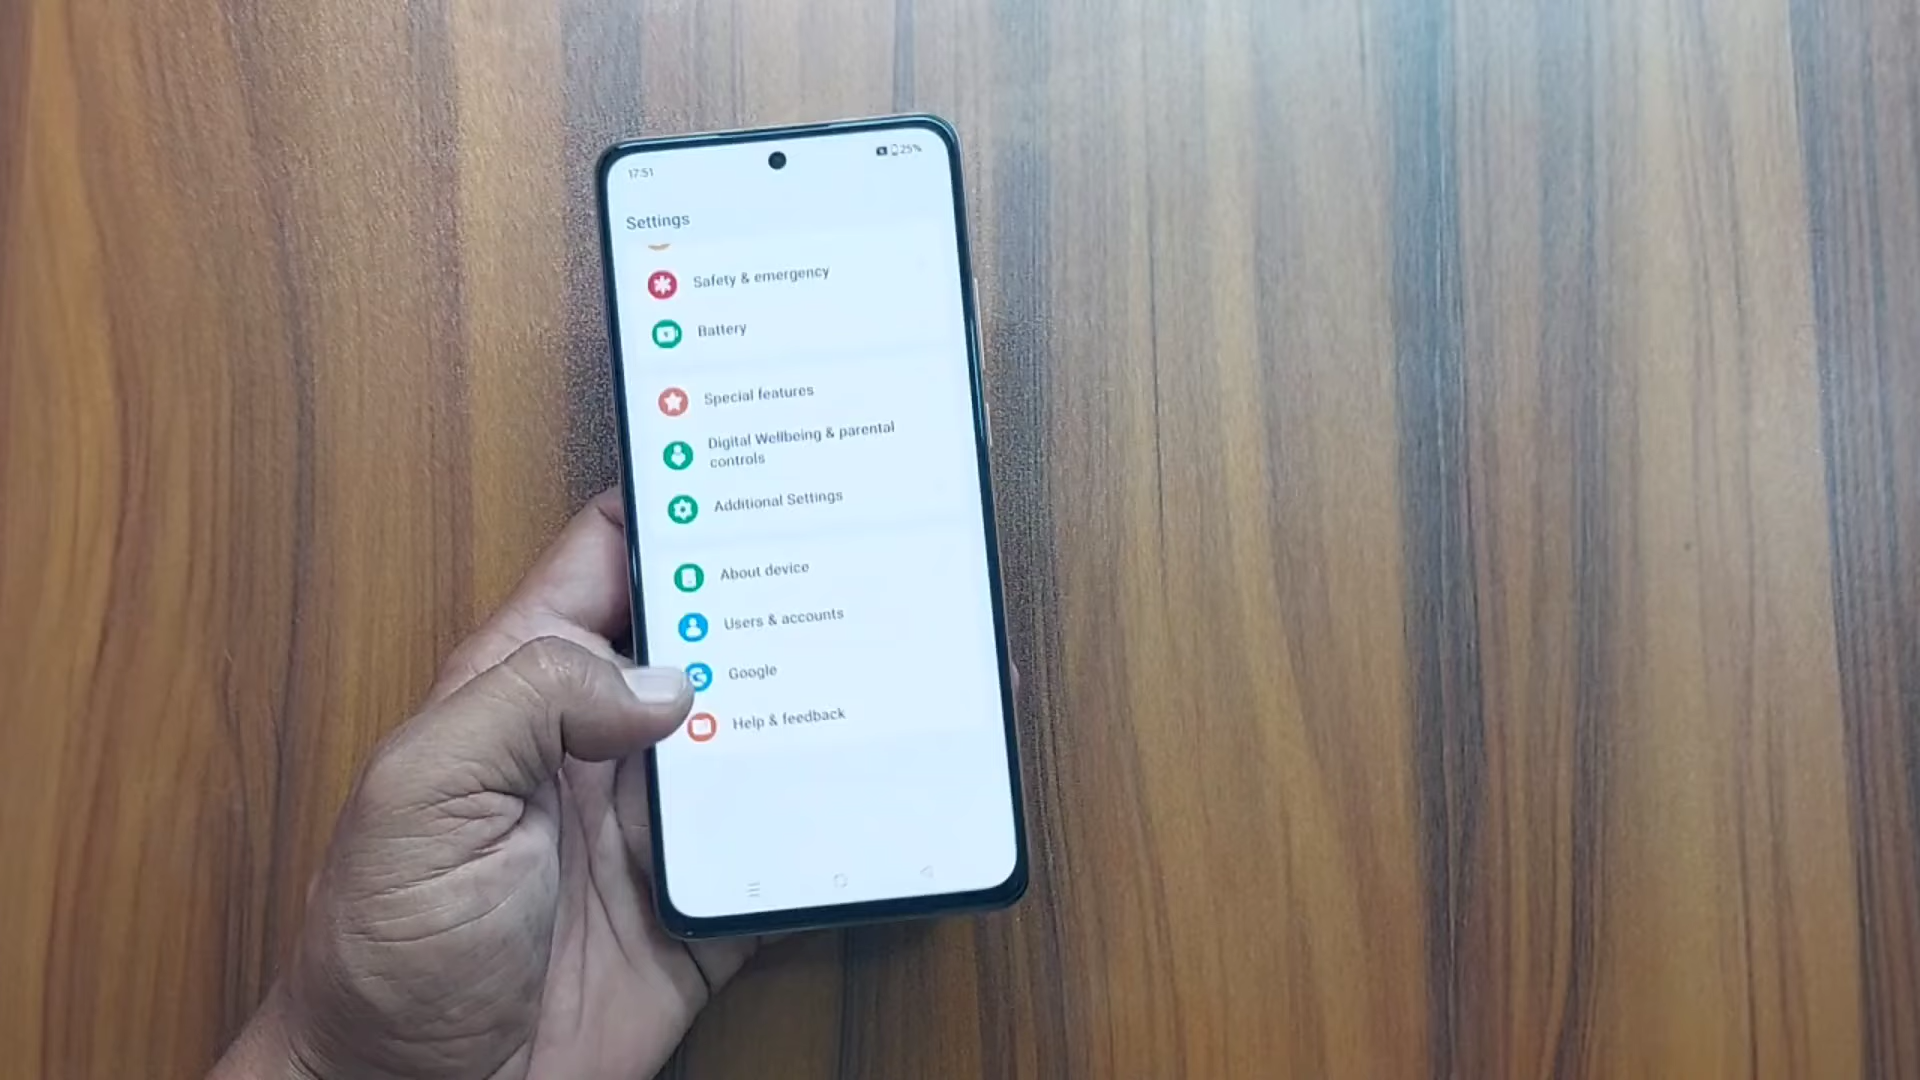 17:51
25%
Settings
Safety & emergency
Battery
Special features
Digital Wellbeing & parental
controls
Additional Settings
About device
Users & accounts
Google
Help & feedback